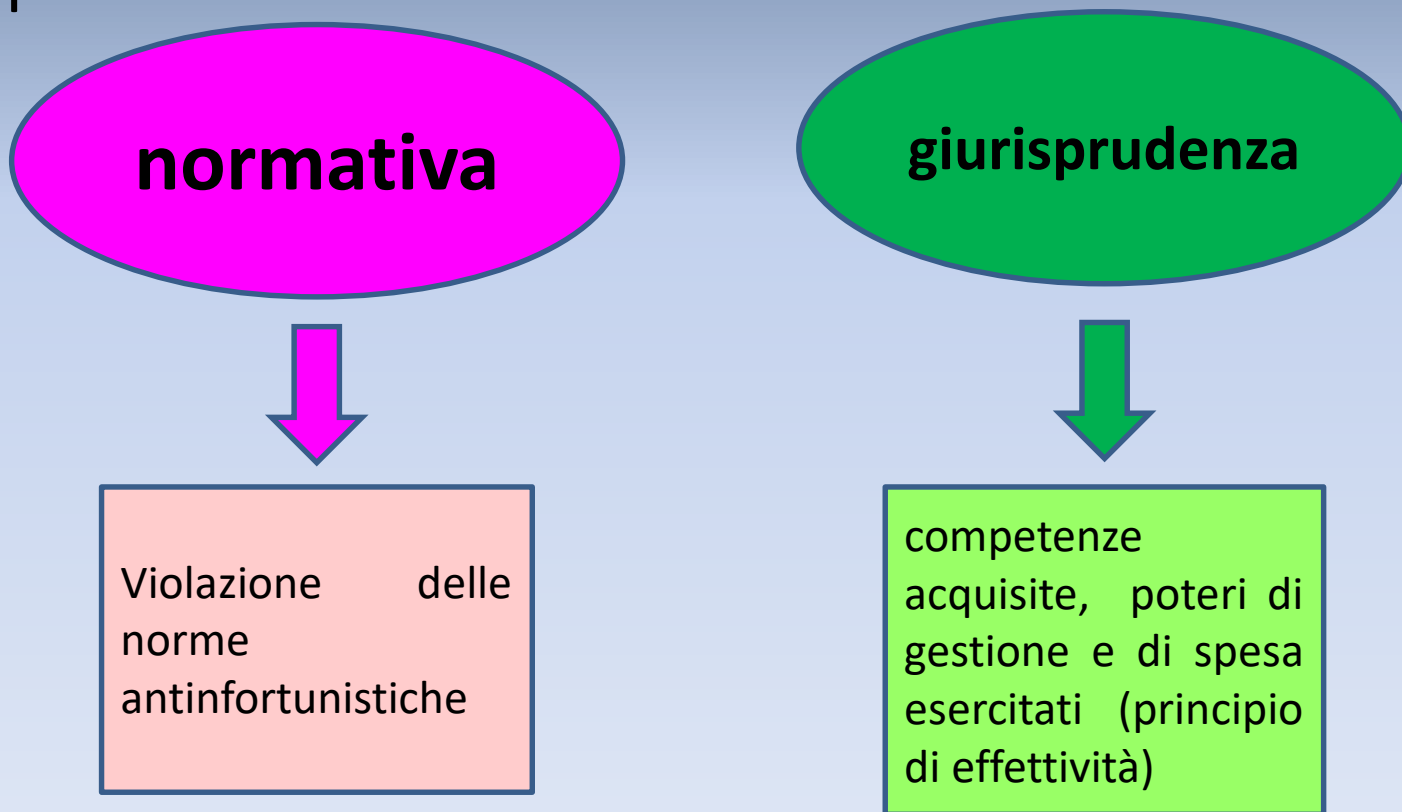 normativa
giurisprudenza
Violazione delle
norme
antinfortunistiche
competenze
acquisite, poteri di
gestione e di spesa
esercitati (principio
di effettività)